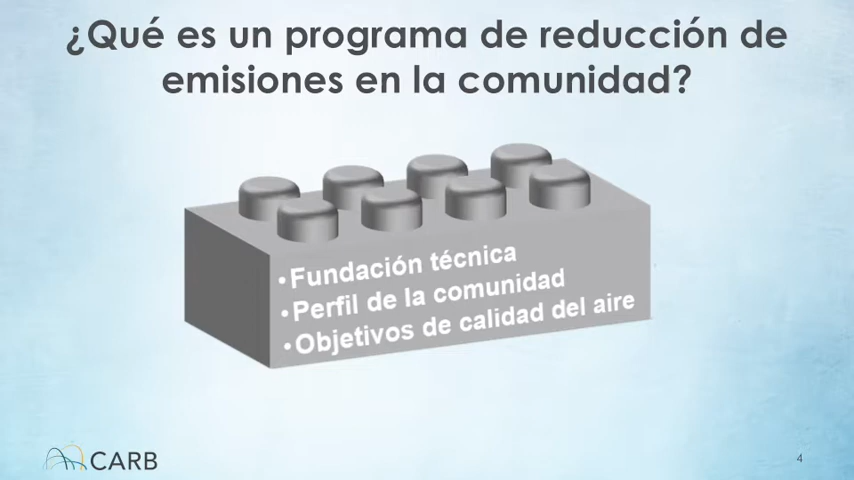 ¿Qué es un programa de reducción de
emisiones en la comunidad?
•Fundación técnica
•Perfil de la comunidad
•Objetivos de calidad del aire
CARB
4